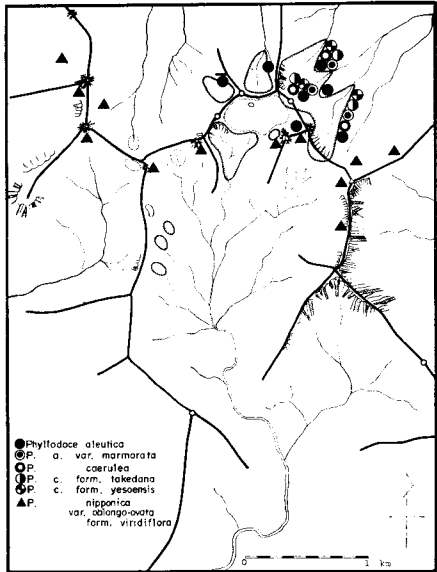 Phyllodoce aleutica
P. a. var. marmorata
P. caerulea
P. c. form. takedana
P. c. form. yesoensis
P. nipponica
var. oblongo-ovata
form. viridiflora
0 1 km